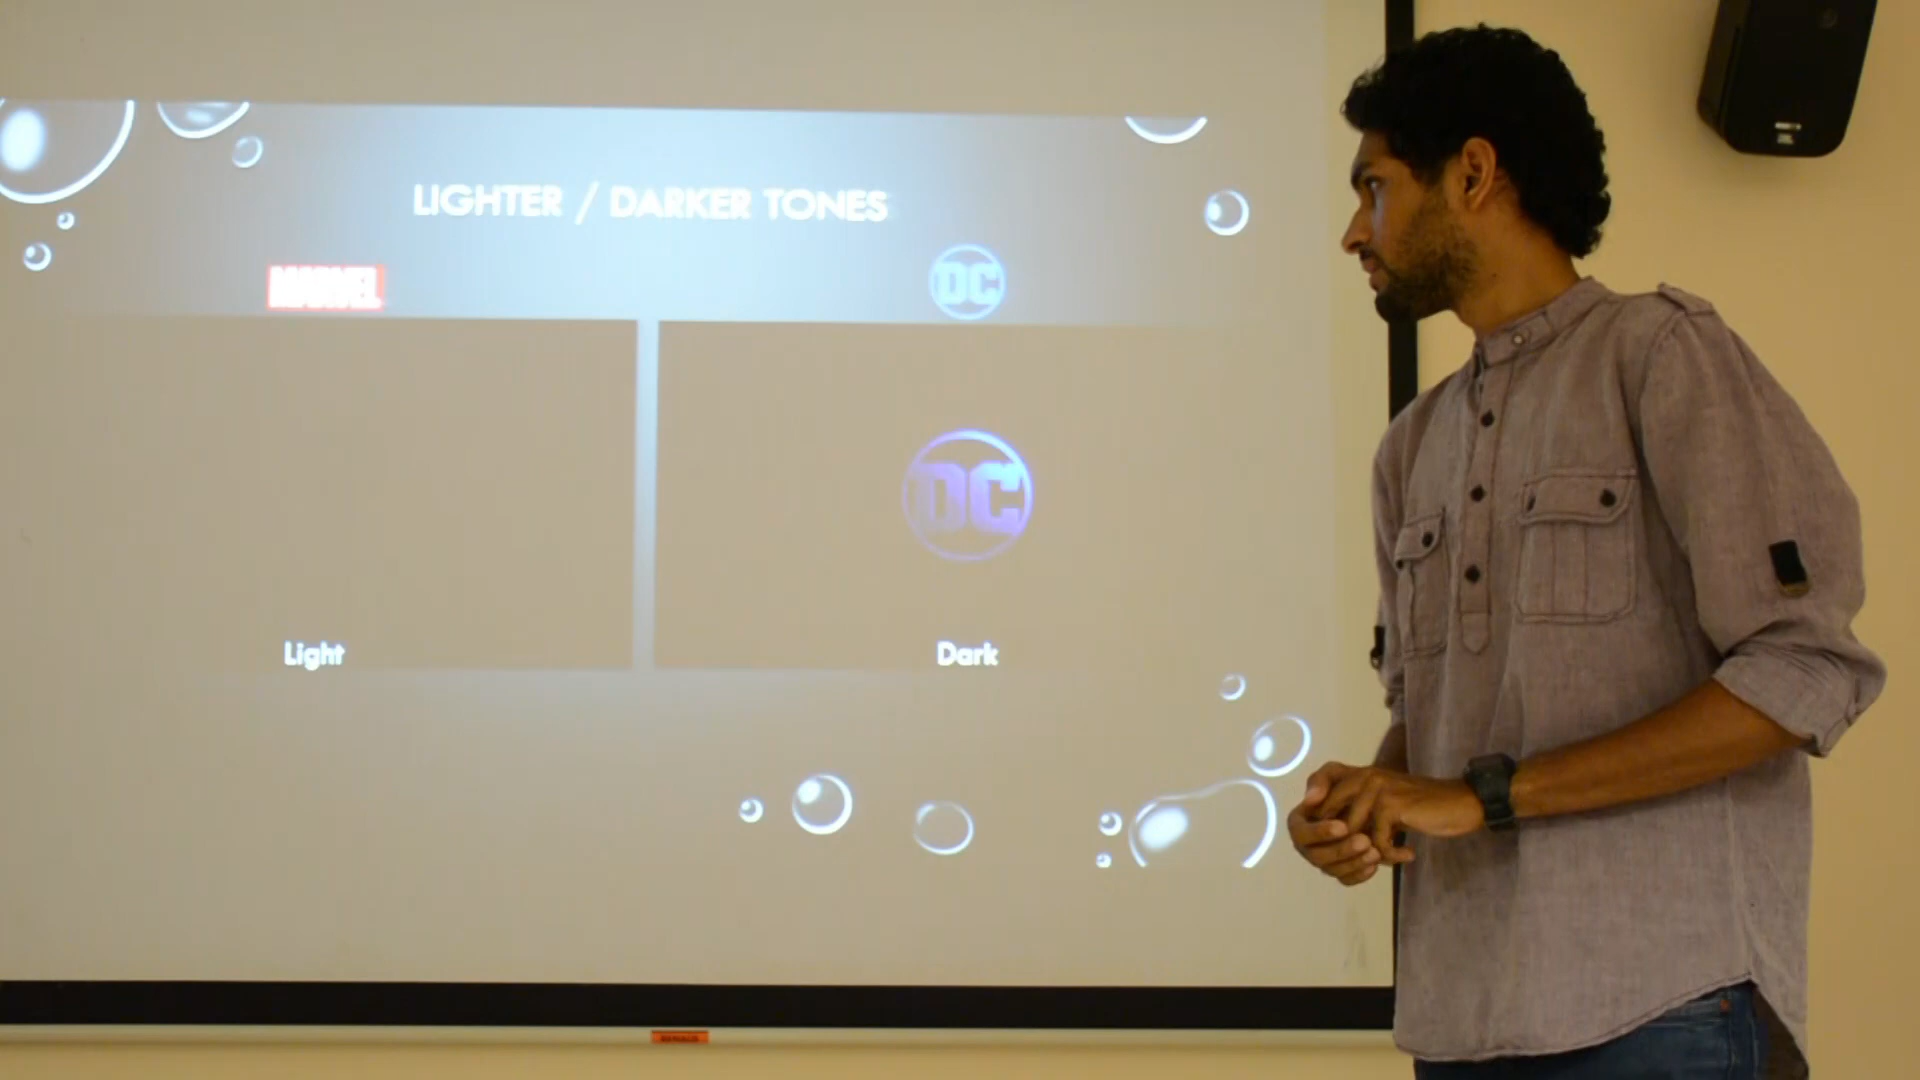 LIGHTER / DARKER TONES
MARVEL
DC
DC
Light
Dark